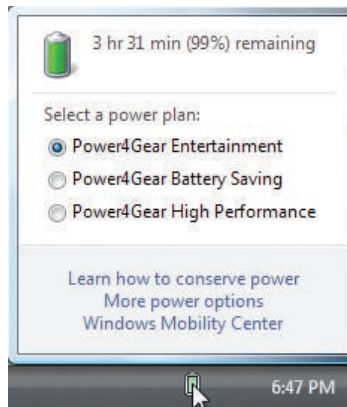 3 hr 31 min (99%) remaining
Select a power plan:
Power4Gear Entertainment
Power4Gear Battery Saving
Power4Gear High Performance
Learn how to conserve power
More power options
Windows Mobility Center
6:47 PM